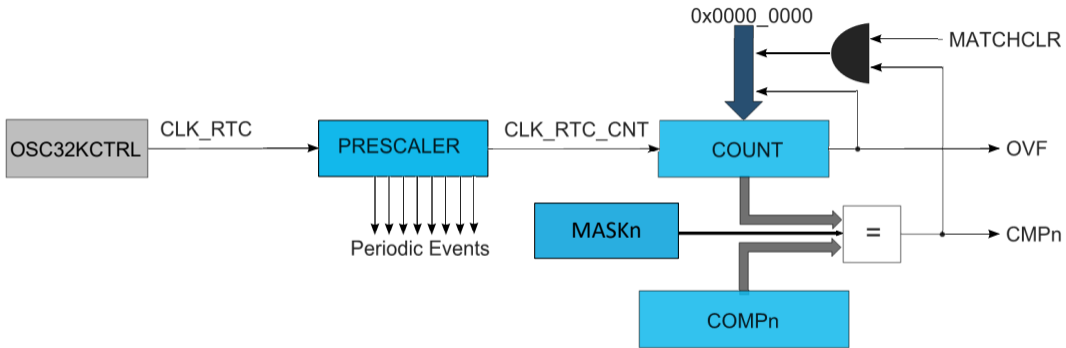 0x0000_0000
MATCHCLR
OSC32KCTRL
CLK_RTC
PRESCALER
CLK_RTC_CNT
COUNT
OVF
Periodic Events
MASKn
=
CMPn
COMPn